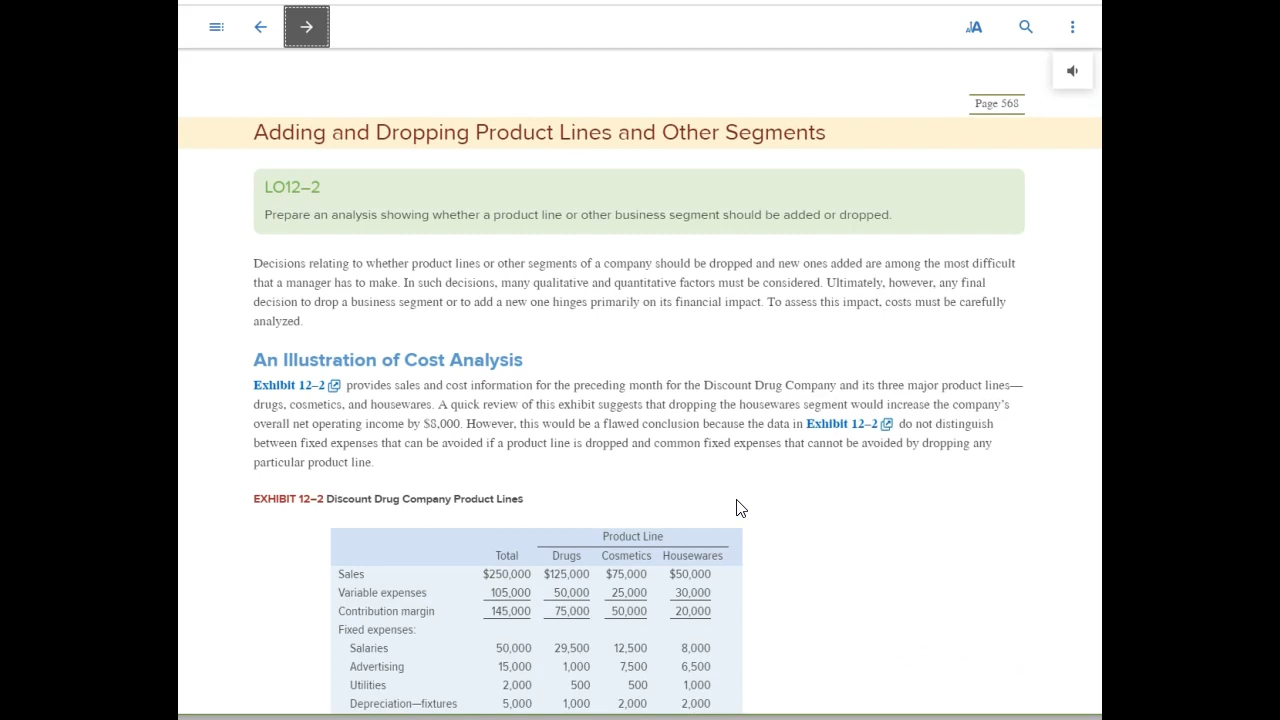 Page 568
Adding and Dropping Product Lines and Other Segments
LO12–2
Prepare an analysis showing whether a product line or other business segment should be added or dropped.
Decisions relating to whether product lines or other segments of a company should be dropped and new ones added are among the most difficult
that a manager has to make. In such decisions, many qualitative and quantitative factors must be considered. Ultimately, however, any final
decision to drop a business segment or to add a new one hinges primarily on its financial impact. To assess this impact, costs must be carefully
analyzed.
An Illustration of Cost Analysis
Exhibit 12–2 provides sales and cost information for the preceding month for the Discount Drug Company and its three major product lines—
drugs, cosmetics, and housewares. A quick review of this exhibit suggests that dropping the housewares segment would increase the company's
overall net operating income by $8,000. However, this would be a flawed conclusion because the data in Exhibit 12–2 do not distinguish
between fixed expenses that can be avoided if a product line is dropped and common fixed expenses that cannot be avoided by dropping any
particular product line.
EXHIBIT 12–2 Discount Drug Company Product Lines
Product Line
Total Drugs Cosmetics Housewares
Sales $250,000 $125,000 $75,000 $50,000
Variable expenses 105,000 50,000 25,000 30,000
Contribution margin 145,000 75,000 50,000 20,000
Fixed expenses:
Salaries 50,000 29,500 12,500 8,000
Advertising 15,000 1,000 7,500 6,500
Utilities 2,000 500 500 1,000
Depreciation—fixtures 5,000 1,000 2,000 2,000